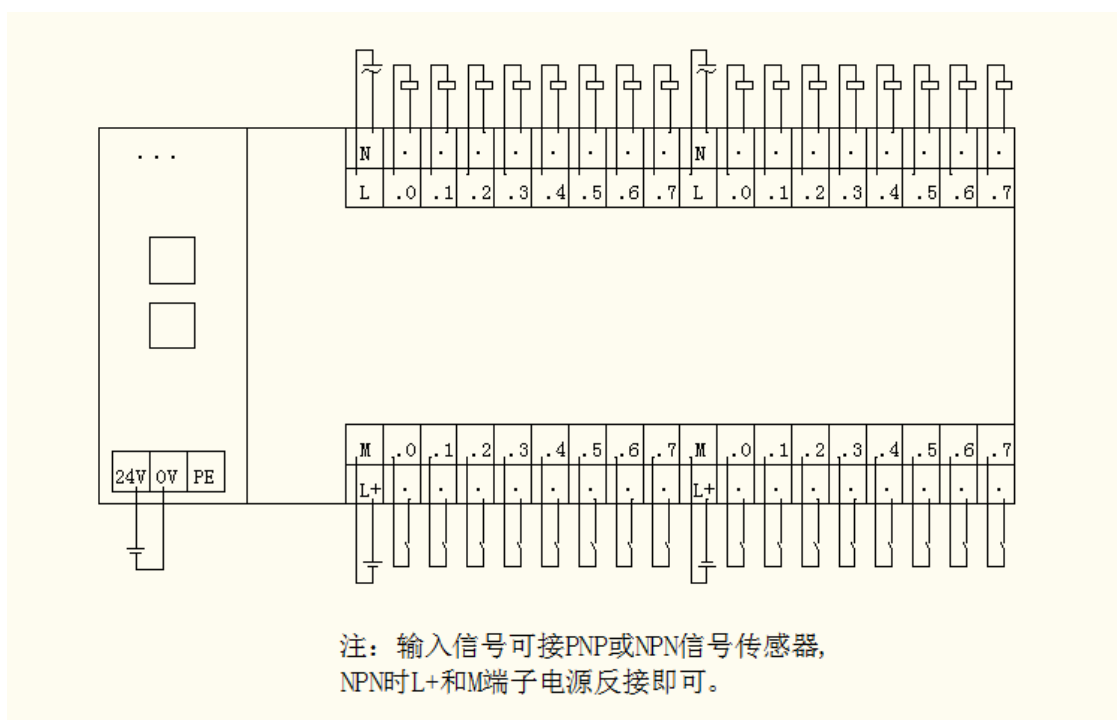 ...
N · · · · · · · · N · · · · · · · ·
L .0 .1 .2 .3 .4 .5 .6 .7 L .0 .1 .2 .3 .4 .5 .6 .7
M .0 .1 .2 .3 .4 .5 .6 .7 M .0 .1 .2 .3 .4 .5 .6 .7
24V 0V PE
L+ · · · · · · · · L+ · · · · · · · ·
注：输入信号可接PNP或NPN信号传感器,
NPN时L+和M端子电源反接即可。